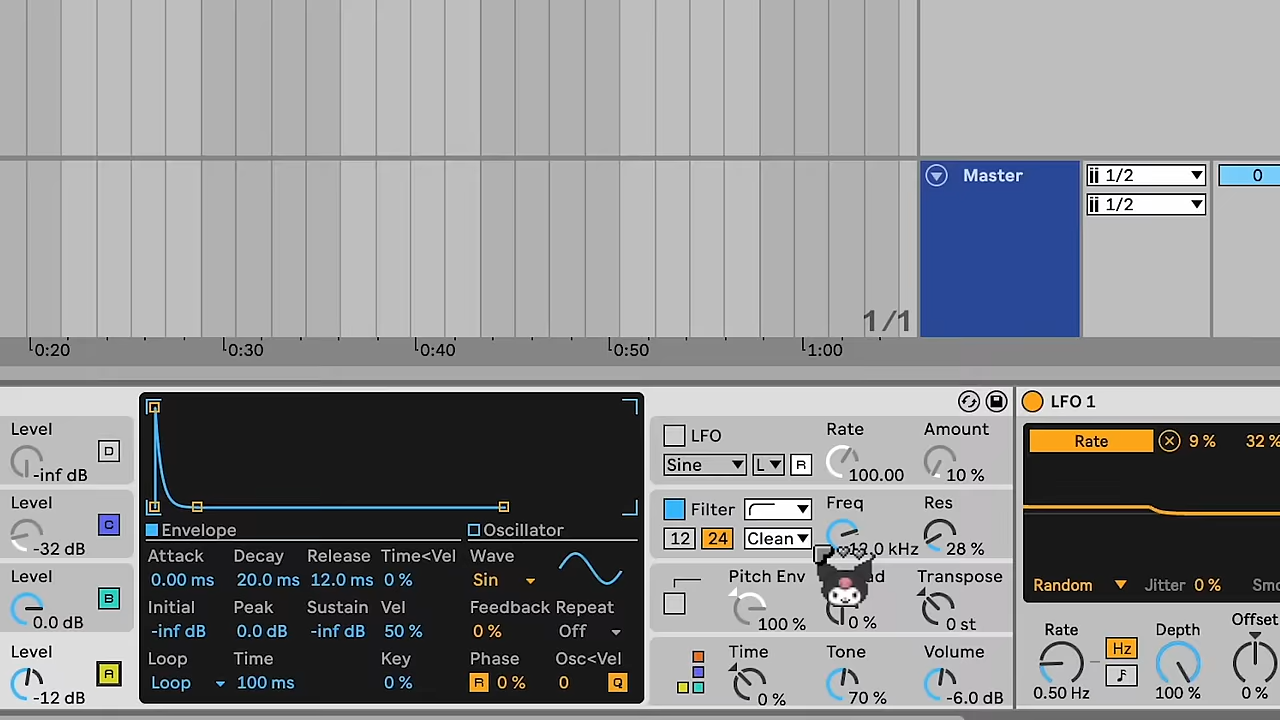 Master
1/2
1/2
0
1/1
0:20 0:30 0:40 0:50 1:00
Level
D
-inf dB
Level
C
-32 dB
Level
B
0.0 dB
Level
A
-12 dB
Envelope
Attack Decay Release Time<Vel
0.00 ms 20.0 ms 12.0 ms 0 %
Initial Peak Sustain Vel
-inf dB 0.0 dB -inf dB 50 %
Loop Time Key
Loop 100 ms 0 %
Oscillator
Wave
Sin
Feedback Repeat
0 % Off
Phase Osc<Vel
R 0 % 0 Q
LFO Rate Amount
Sine L R 100.00 10 %
Filter Freq Res
12 24 Clean 12.0 kHz 28 %
Pitch Env Transpose
100 % 0 % 0 st
Time Tone Volume
0 % 70 % -6.0 dB
LFO 1
Rate 9 % 32 %
Random Jitter 0 %
Rate Hz Depth Offset
0.50 Hz 100 % 0 %